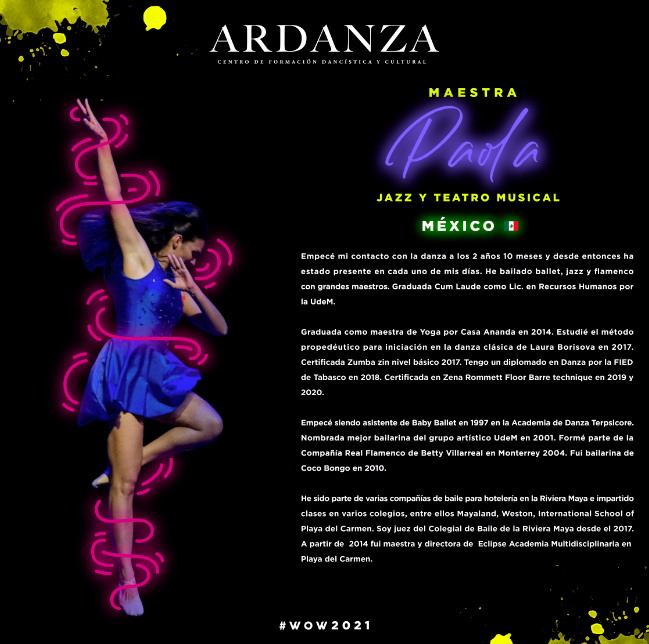 ARDANZA
CENTRO DE FORMACIÓN DANCÍSTICA Y CULTURAL
MAESTRA
Paola
JAZZ Y TEATRO MUSICAL
MÉXICO
Empecé mi contacto con la danza a los 2 años 10 meses y desde entonces ha
estado presente en cada uno de mis días. He bailado ballet, jazz y flamenco
con grandes maestros. Graduada Cum Laude como Lic. en Recursos Humanos por
la UdeM.
Graduada como maestra de Yoga por Casa Ananda en 2014. Estudié el método
propedéutico para iniciación en la danza clásica de Laura Borisova en 2017.
Certificada Zumba zin nivel básico 2017. Tengo un diplomado en Danza por la FIED
de Tabasco en 2018. Certificada en Zena Rommett Floor Barre technique en 2019 y
2020.
Empecé siendo asistente de Baby Ballet en 1997 en la Academia de Danza Terpsicore.
Nombrada mejor bailarina del grupo artístico UdeM en 2001. Formé parte de la
Compañía Real Flamenco de Betty Villarreal en Monterrey 2004. Fui bailarina de
Coco Bongo en 2010.
He sido parte de varias compañías de baile para hotelería en la Riviera Maya e impartido
clases en varios colegios, entre ellos Mayaland, Weston, International School of
Playa del Carmen. Soy juez del Colegial de Baile de la Riviera Maya desde el 2017.
A partir de 2014 fui maestra y directora de Eclipse Academia Multidisciplinaria en
Playa del Carmen.
#WOW2021